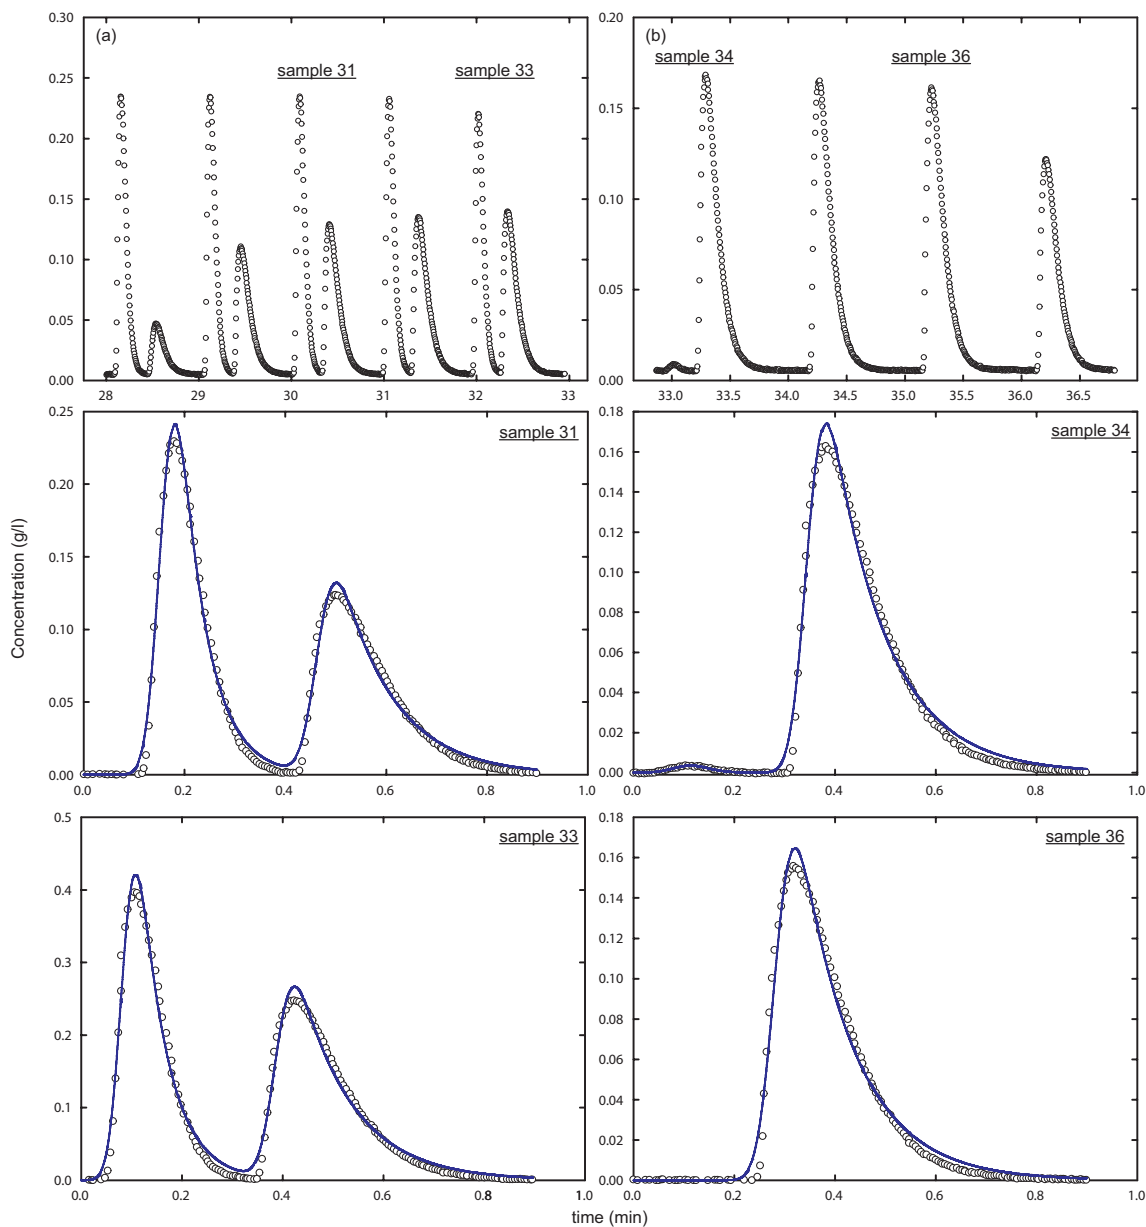 (a)
sample 31
sample 33
0.30
0.25
0.20
0.15
0.10
0.05
0.00
28 29 30 31 32 33
(b)
sample 34
sample 36
0.20
0.15
0.10
0.05
0.00
33.0 33.5 34.0 34.5 35.0 35.5 36.0 36.5
Concentration (g/l)
sample 31
0.25
0.20
0.15
0.10
0.05
0.00
0.0 0.2 0.4 0.6 0.8 1.0
sample 34
0.18
0.16
0.14
0.12
0.10
0.08
0.06
0.04
0.02
0.00
0.0 0.2 0.4 0.6 0.8 1.0
sample 33
0.5
0.4
0.3
0.2
0.1
0.0
0.0 0.2 0.4 0.6 0.8 1.0
sample 36
0.18
0.16
0.14
0.12
0.10
0.08
0.06
0.04
0.02
0.00
0.0 0.2 0.4 0.6 0.8 1.0
time (min)